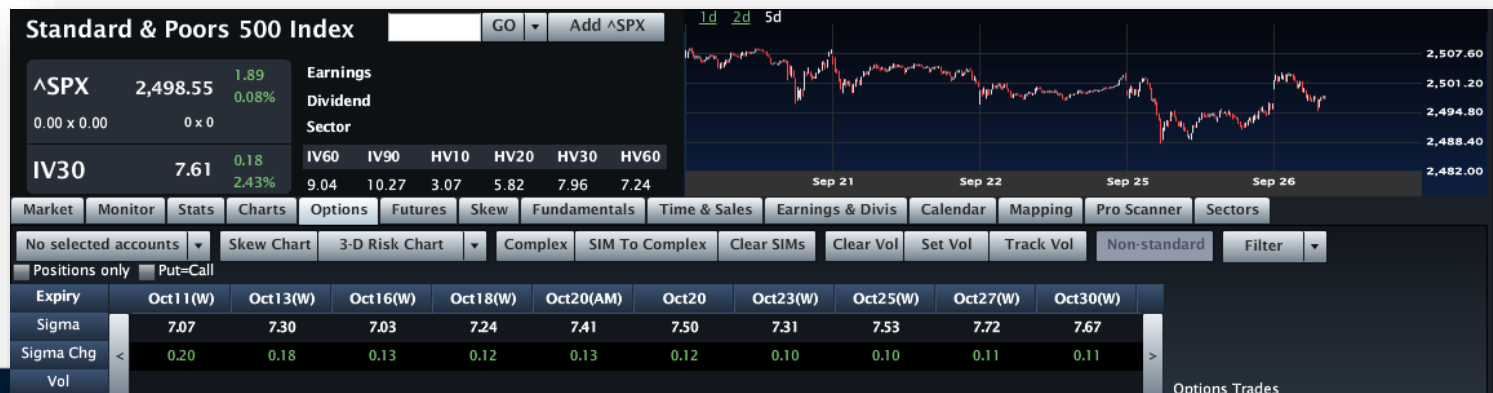 Standard & Poors 500 Index GO Add ^SPX
^SPX 2,498.55 1.89 0.08%
0.00 x 0.00 0 x 0
IV30 7.61 0.18 2.43%
Earnings
Dividend
Sector
IV60 IV90 HV10 HV20 HV30 HV60
9.04 10.27 3.07 5.82 7.96 7.24
1d 2d 5d
2,507.60
2,501.20
2,494.80
2,488.40
2,482.00
Sep 21 Sep 22 Sep 25 Sep 26
Market Monitor Stats Charts Options Futures Skew Fundamentals Time & Sales Earnings & Divis Calendar Mapping Pro Scanner Sectors
No selected accounts Skew Chart 3-D Risk Chart Complex SIM To Complex Clear SIMs Clear Vol Set Vol Track Vol Non-standard Filter
Positions only Put=Call
Expiry Oct11(W) Oct13(W) Oct16(W) Oct18(W) Oct20(AM) Oct20 Oct23(W) Oct25(W) Oct27(W) Oct30(W)
Sigma 7.07 7.30 7.03 7.24 7.41 7.50 7.31 7.53 7.72 7.67
Sigma Chg < 0.20 0.18 0.13 0.12 0.13 0.12 0.10 0.10 0.11 0.11 >
Vol
Options Trades